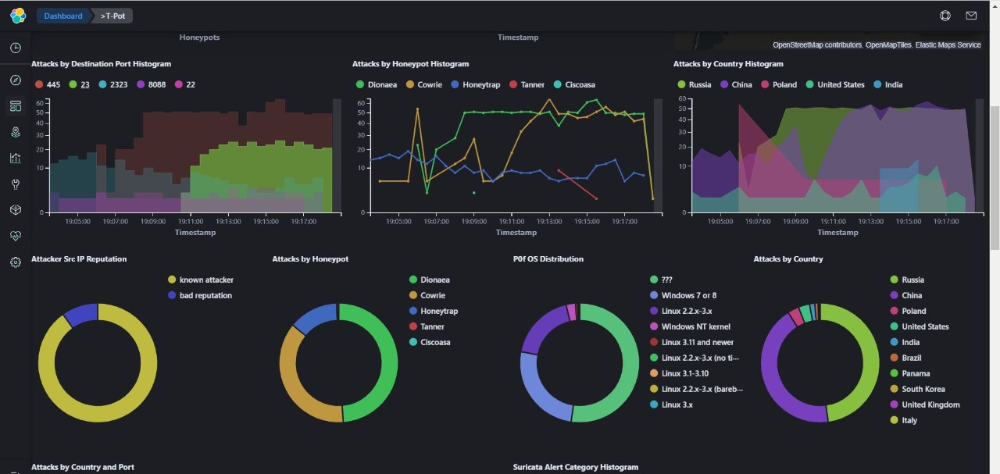 Dashboard >T-Pot
Honeypots
Timestamp
OpenStreetMap contributors, OpenMapTiles, Elastic Maps Service
Attacks by Destination Port Histogram
445 23 2323 8088 22
60
50
40
30
20
10
0
19:05:00 19:07:00 19:09:00 19:11:00 19:13:00 19:15:00 19:17:00
Timestamp
Attacks by Honeypot Histogram
Dionaea Cowrie Honeytrap Tanner Ciscoasa
60
50
40
30
20
10
0
19:05:00 19:07:00 19:09:00 19:11:00 19:13:00 19:15:00 19:17:00
Timestamp
Attacks by Country Histogram
Russia China Poland United States India
60
50
40
30
20
10
0
19:05:00 19:07:00 19:09:00 19:11:00 19:13:00 19:15:00 19:17:00
Timestamp
Attacker Src IP Reputation
known attacker
bad reputation
Attacks by Honeypot
Dionaea
Cowrie
Honeytrap
Tanner
Ciscoasa
P0f OS Distribution
???
Windows 7 or 8
Linux 2.2.x-3.x
Windows NT kernel
Linux 3.11 and newer
Linux 2.2.x-3.x (no ti...
Linux 3.1-3.10
Linux 2.2.x-3.x (bareb...
Linux 3.x
Attacks by Country
Russia
China
Poland
United States
India
Brazil
Panama
South Korea
United Kingdom
Italy
Attacks by Country and Port
Suricata Alert Category Histogram